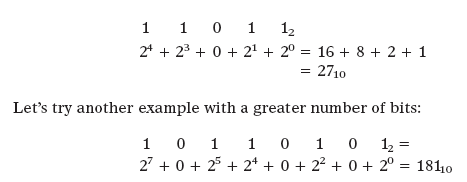 1 1 0 1 1₂
2⁴ + 2³ + 0 + 2¹ + 2⁰ = 16 + 8 + 2 + 1
= 27₁₀
Let’s try another example with a greater number of bits:
1 0 1 1 0 1 0 1₂ =
2⁷ + 0 + 2⁵ + 2⁴ + 0 + 2² + 0 + 2⁰ = 181₁₀